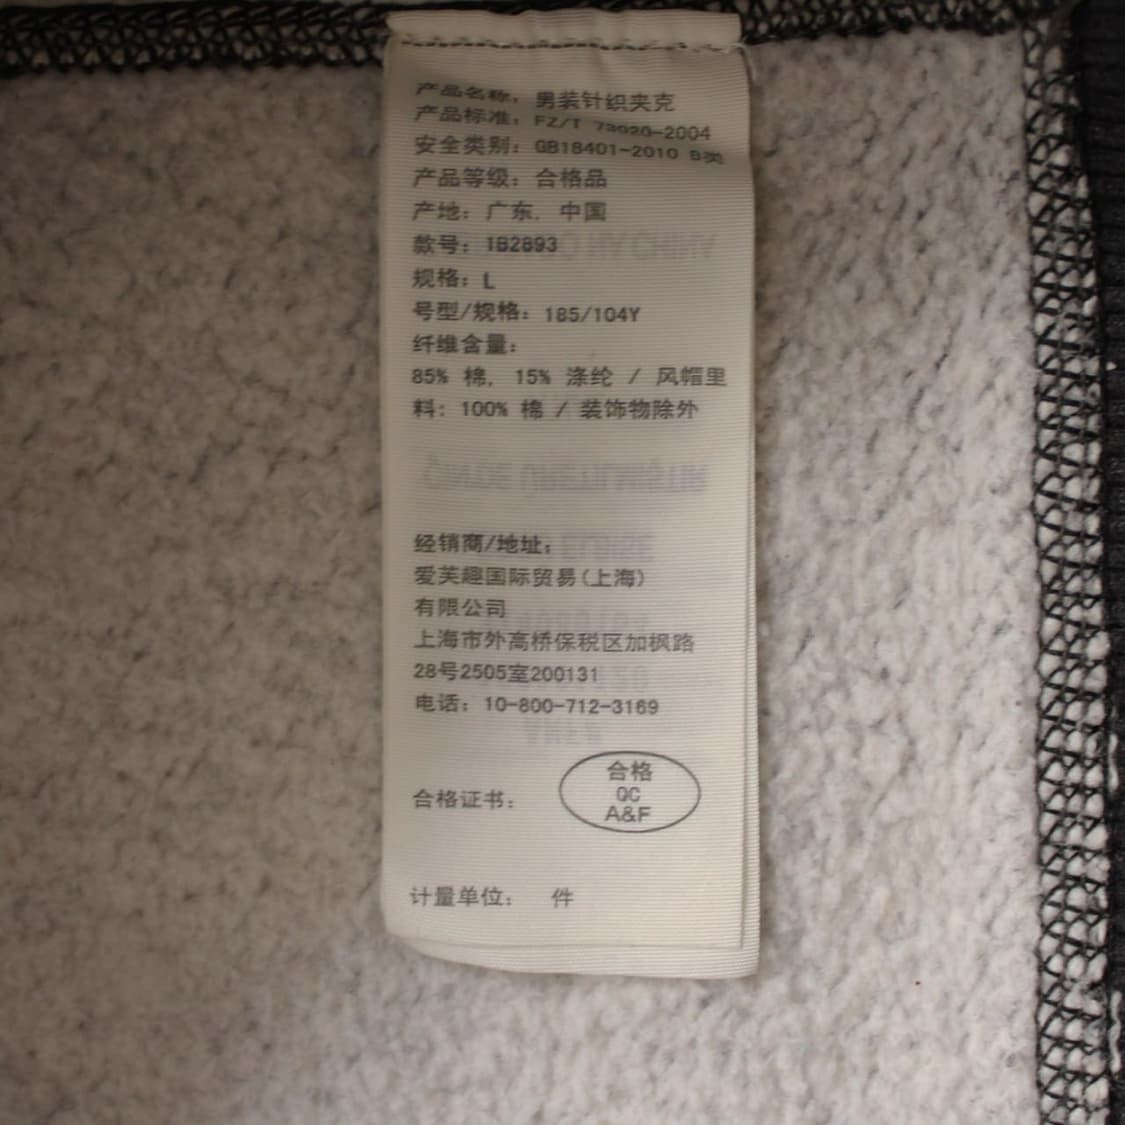 产品名称: 男装针织夹克
产品标准: FZ/T 73020-2004
安全类别: GB18401-2010 B类
产品等级: 合格品
产地: 广东, 中国
款号: 1B2893
规格: L
号型/规格: 185/104Y
纤维含量:
85% 棉, 15% 涤纶 / 风帽里
料: 100% 棉 / 装饰物除外
经销商/地址:
爱芙趣国际贸易(上海)
有限公司
上海市外高桥保税区加枫路
28号2505室200131
电话: 10-800-712-3169
合格证书:
合格
QC
A&F
计量单位: 件